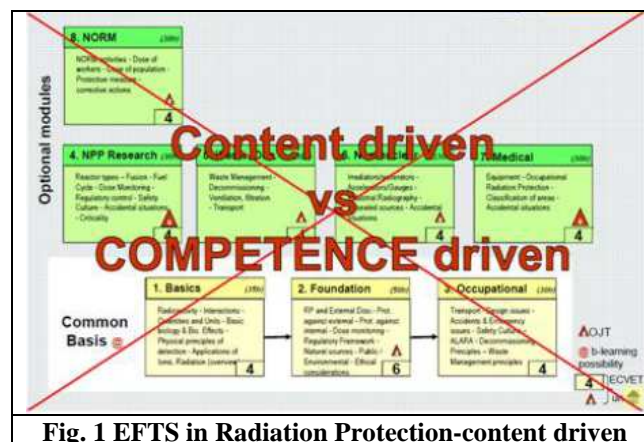 8. NORM (30h)
NORM activities - Dose of
workers - Dose of population -
Protective measure -
corrective actions
4
Optional modules
4. NPP Research
Reactor types - Fusion - Fuel
Cycle - Dose Monitoring -
Regulatory control - Safety
Culture - Accidental situations
- Criticality
4
Waste Management -
Decommissioning -
Ventilation, filtration
- Transport
4
Accelerators/Gauges -
Radiography -
sources - Accidental
situations
4
7. Medical (30h)
Equipment - Occupational
Radiation Protection -
Classification of areas -
Accidental situations
4
Content driven
vs
COMPETENCE driven
Common
Basis @
1. Basics (35h)
Radioactivity - Interactions -
Quantities and Units - Basic
biology & Bio. Effects -
Physical principles of
detection - Applications of
Ionis. Radiation (overview)
4
2. Foundation (50h)
RP and External Disc.- Prot.
against external - Prot. against
internal - Dose monitoring -
Regulatory Framework -
Natural sources - Public /
Environmental - Ethical
considerations
6
3. Occupational (30h)
Transport - Design issues -
Accidents & Emergency
issues - Safety Culture
ALARA - Decommissioning
Principles - Waste
Management principles
4
OJT
@ b-learning
possibility
4 ECVET
Fig. 1 EFTS in Radiation Protection-content driven